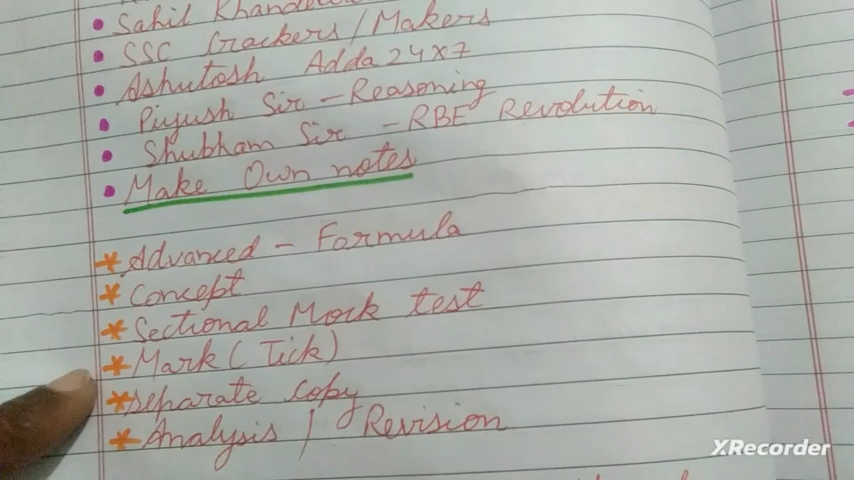 Sahil
SSC Crackers/Makers
Ashutosh Adda 24x7
Piyush Sir - Reasoning
Shubham Sir - RBE Revolution
Make Own notes
Advanced - Formula
Concept
Sectional Mock test
Mark (Tick)
Separate Copy
Analysis / Revision
XRecorder